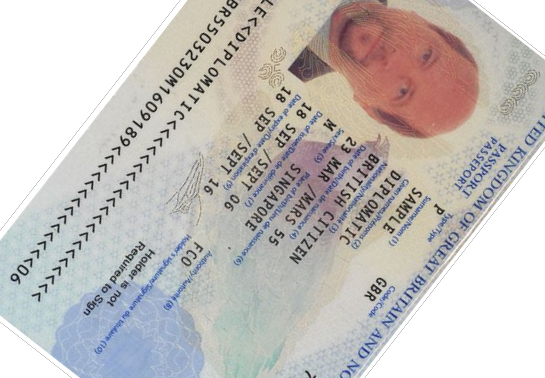 TED KINGDOM OF GREAT BRITAIN AND NO
PASSPORT
PASSEPORT
Type/Type
P
Code/Code
GBR
Surname/Nom (1)
SAMPLE
Given names/Prénoms (2)
DIPLOMATIC
Nationality/Nationalité (3)
BRITISH CITIZEN
Date of birth/Date de naissance (4)
23 MAR /MARS 55
Sex/Sexe (5)
M
Place of birth/Lieu de naissance (6)
SINGAPORE
Date of issue/Date de délivrance (7)
18 SEP /SEPT 06
Authority/Autorité (8)
FCO
Date of expiry/Date d'expiration (9)
18 SEP /SEPT 16
Holder's signature/Signature du titulaire (10)
Holder is not
Required to Sign
LE<<DIPLOMATIC<<<<<<<<<<<<<<<
BR5503230M1609189<<<<<<<<<<<<<<06